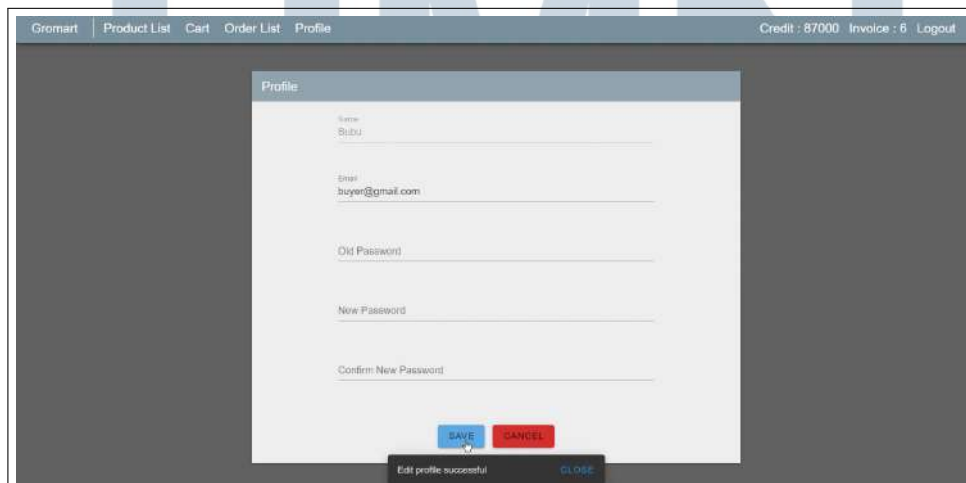 Gromart Product List Cart Order List Profile Credit : 87000 Invoice : 6 Logout
Profile
Name
Bubu
Email
buyer@gmail.com
Old Password
New Password
Confirm New Password
SAVE CANCEL
Edit profile successful CLOSE